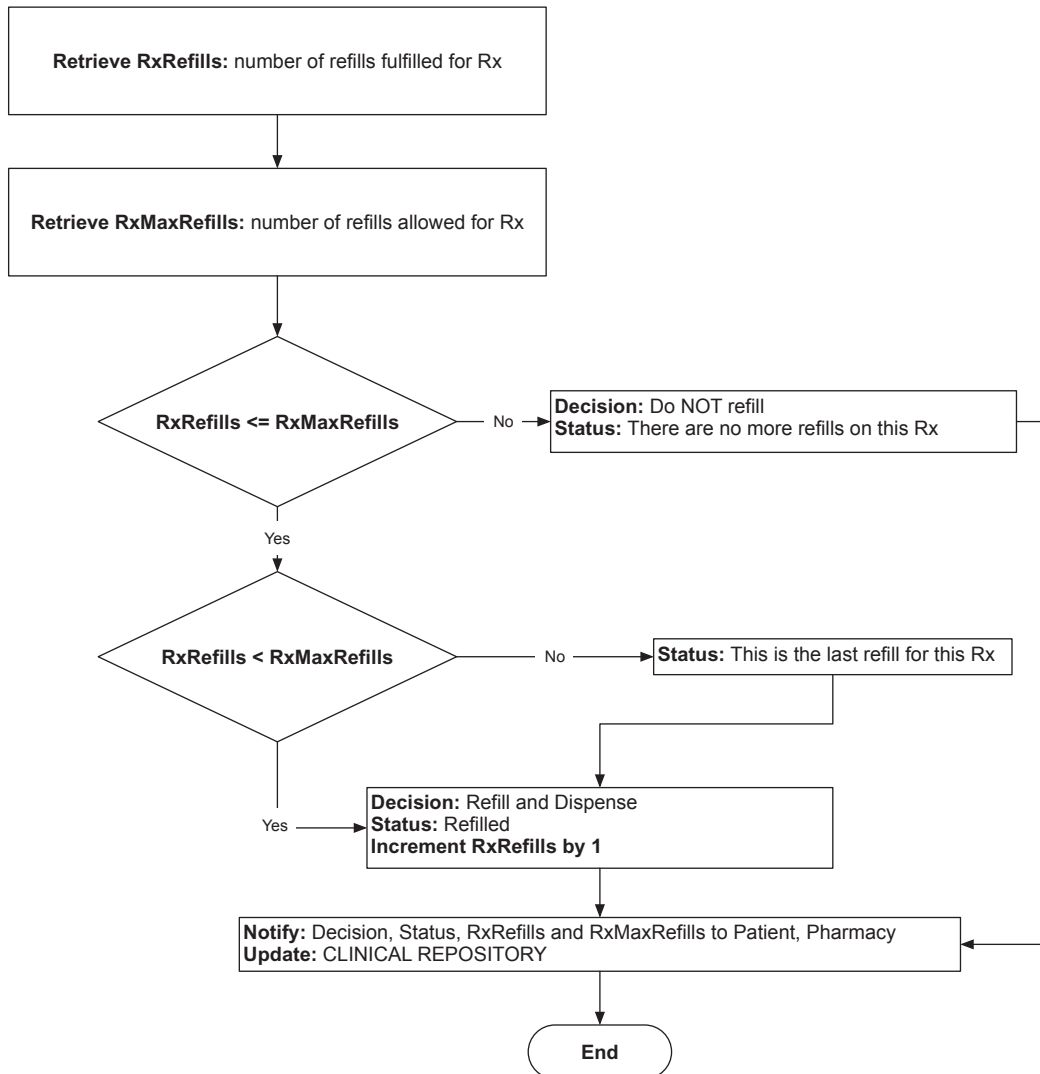 Retrieve RxRefills: number of refills fulfilled for Rx
Retrieve RxMaxRefills: number of refills allowed for Rx
RxRefills <= RxMaxRefills
No
Decision: Do NOT refill
Status: There are no more refills on this Rx
Yes
RxRefills < RxMaxRefills
No
Status: This is the last refill for this Rx
Yes
Decision: Refill and Dispense
Status: Refilled
Increment RxRefills by 1
Notify: Decision, Status, RxRefills and RxMaxRefills to Patient, Pharmacy
Update: CLINICAL REPOSITORY
End